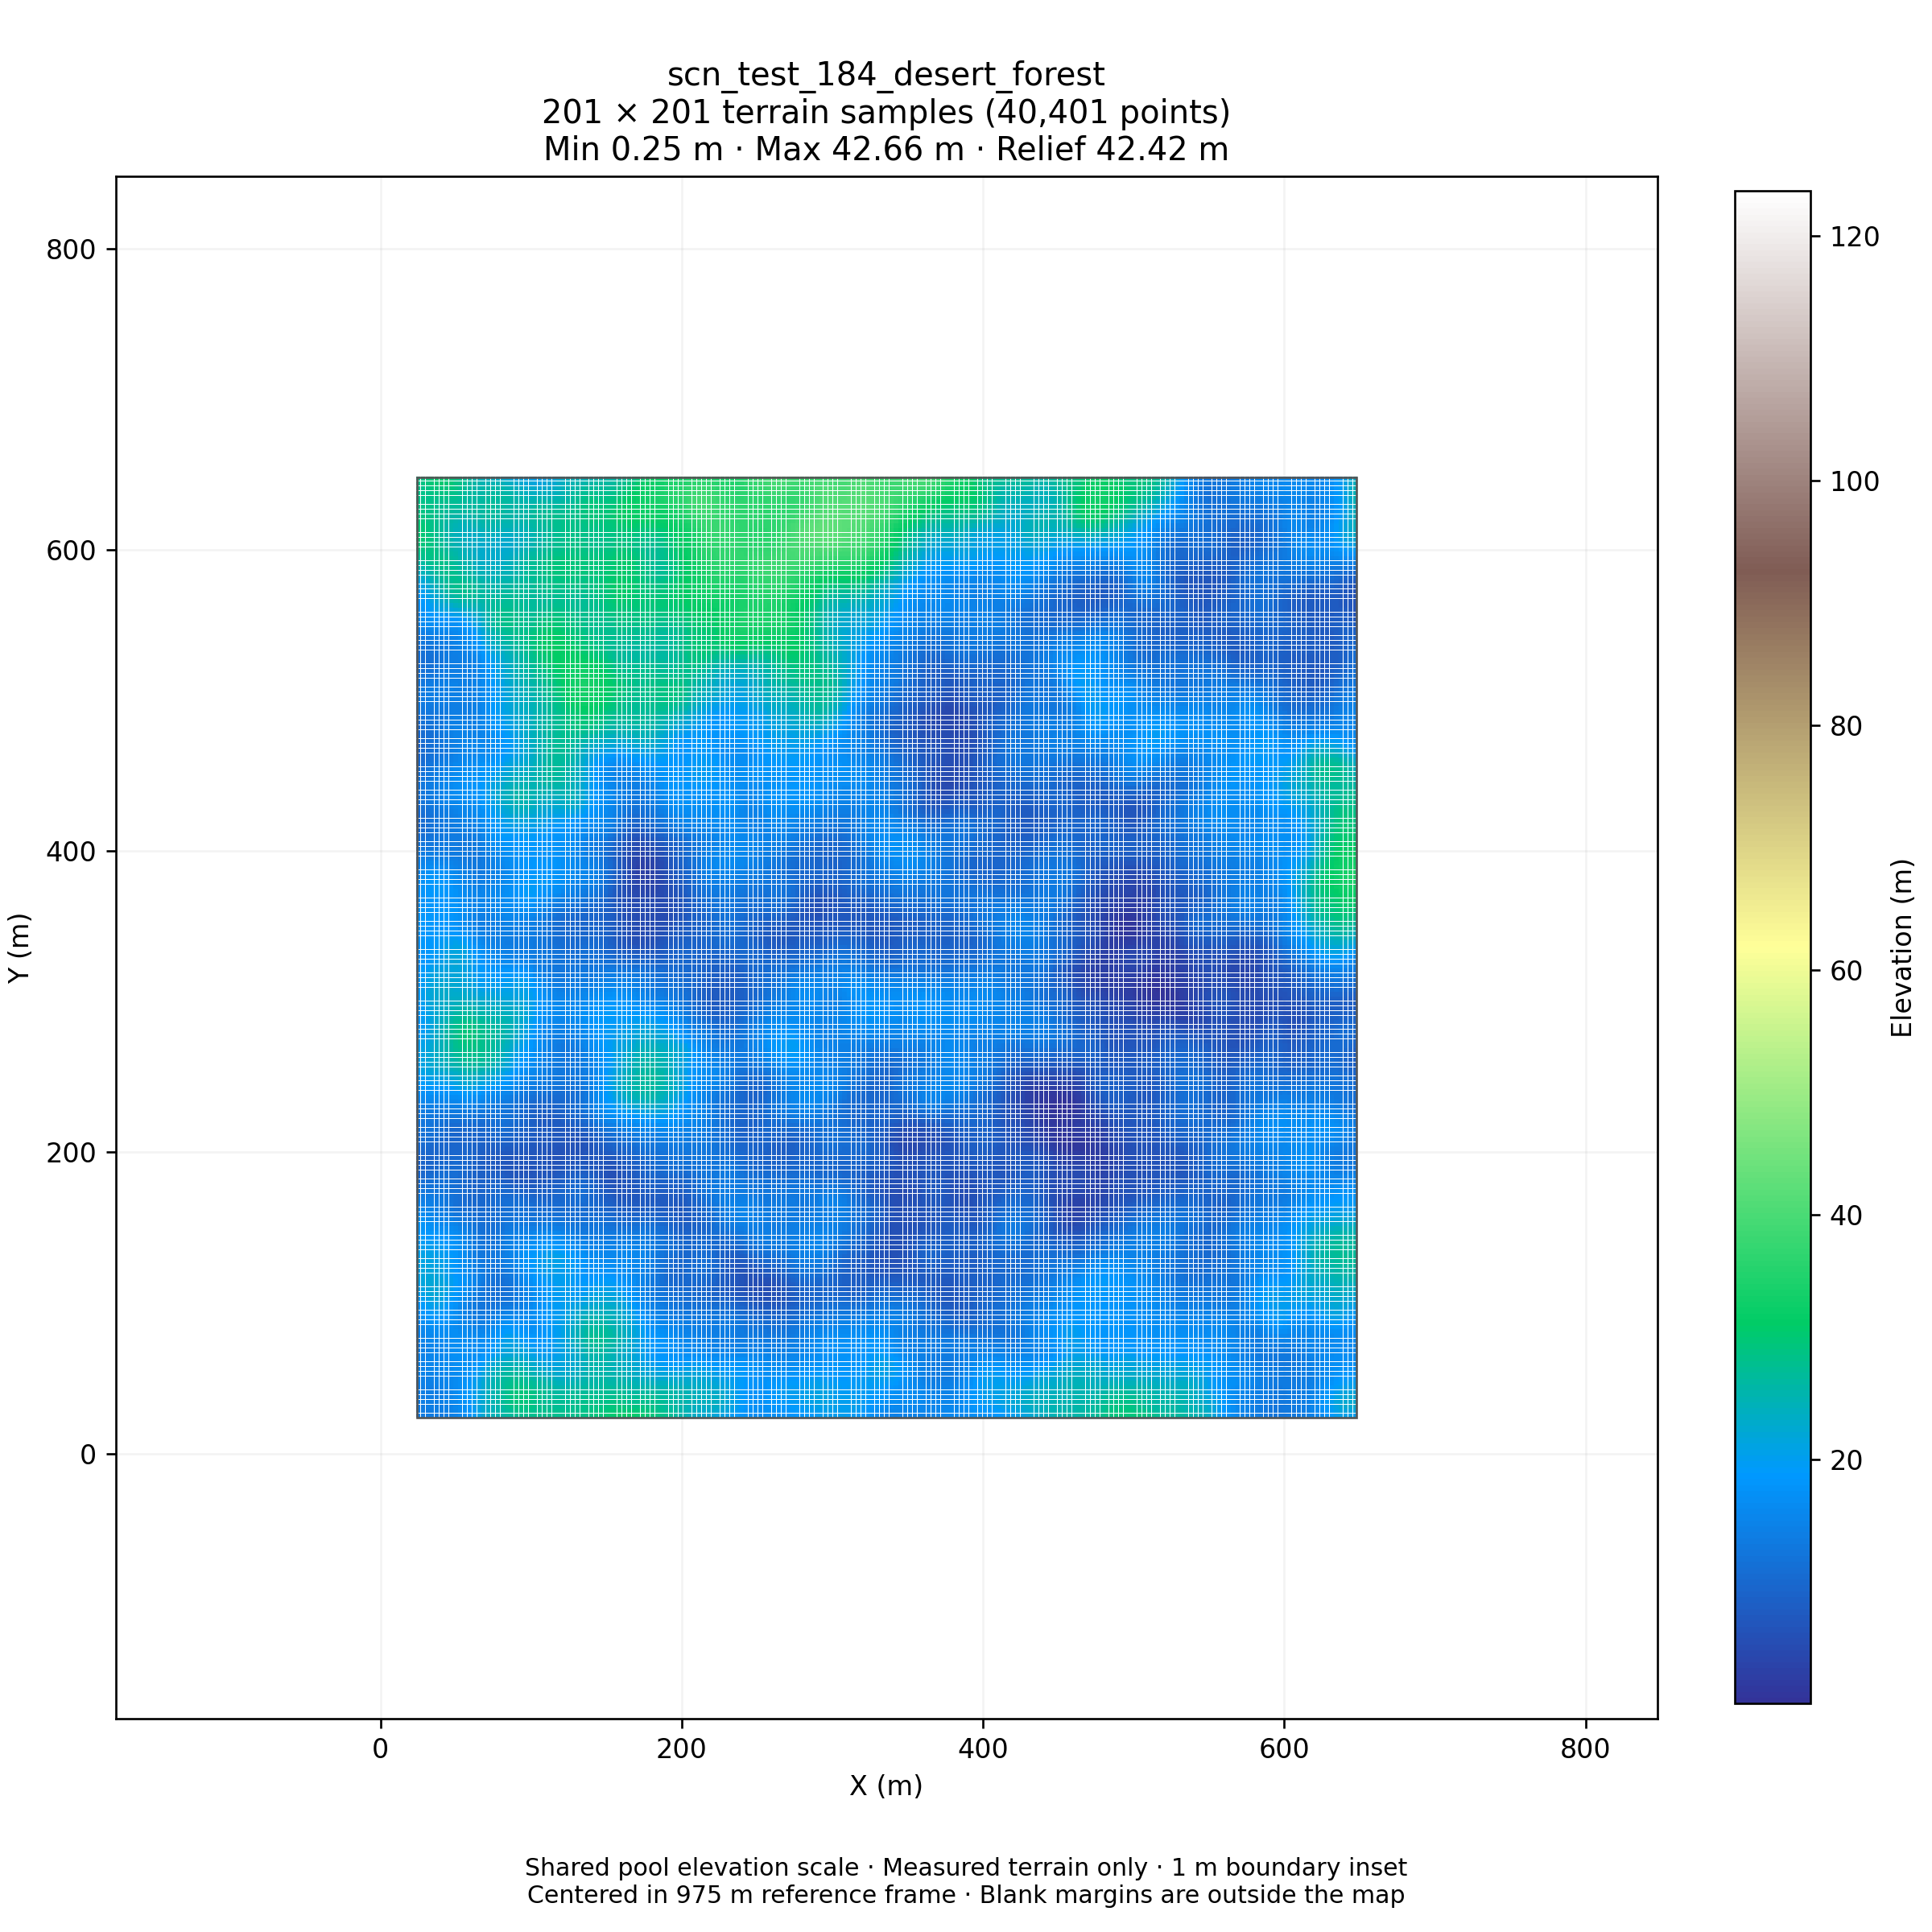 scn_test_184_desert_forest
201 × 201 terrain samples (40,401 points)
Min 0.25 m · Max 42.66 m · Relief 42.42 m
800
600
400
200
0
Y (m)
0
200
400
600
800
X (m)
120
100
80
60
40
20
Elevation (m)
Shared pool elevation scale · Measured terrain only · 1 m boundary inset
Centered in 975 m reference frame · Blank margins are outside the map